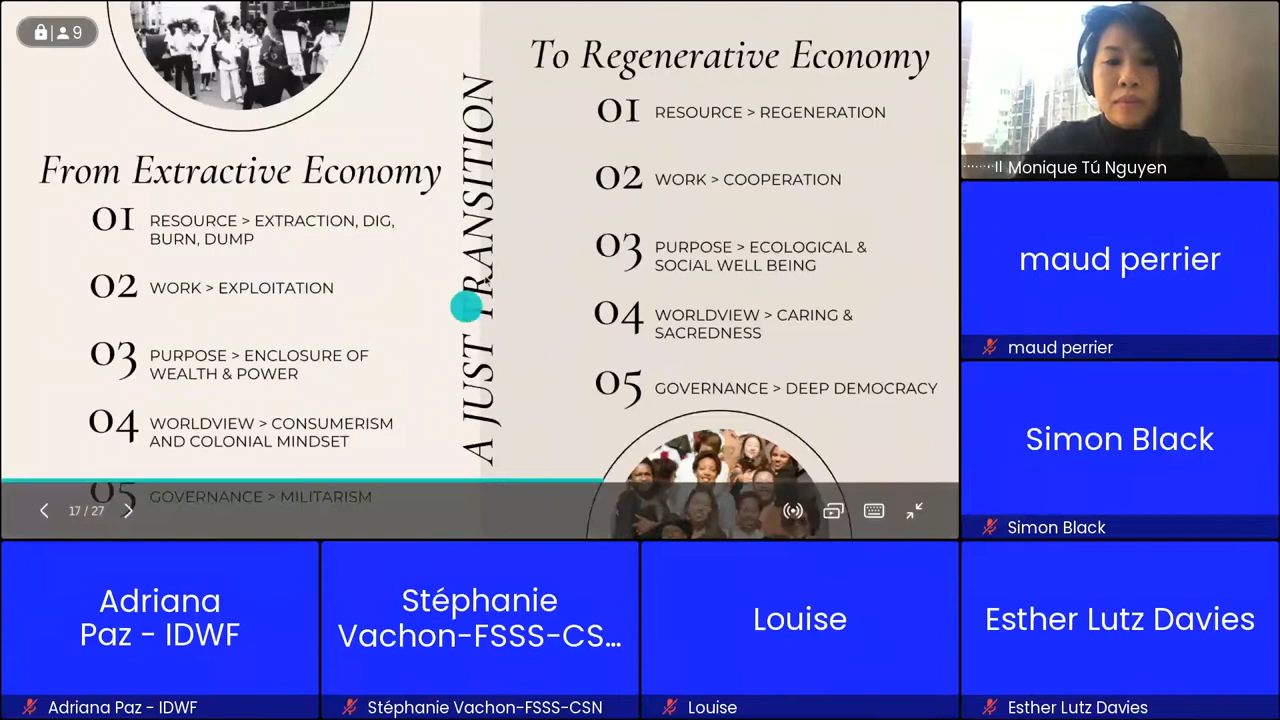 9
From Extractive Economy
01 RESOURCE > EXTRACTION, DIG,
BURN, DUMP
02 WORK > EXPLOITATION
03 PURPOSE > ENCLOSURE OF
WEALTH & POWER
04 WORLDVIEW > CONSUMERISM
AND COLONIAL MINDSET
05 GOVERNANCE > MILITARISM
A JUST TRANSITION
To Regenerative Economy
01 RESOURCE > REGENERATION
02 WORK > COOPERATION
03 PURPOSE > ECOLOGICAL &
SOCIAL WELL BEING
04 WORLDVIEW > CARING &
SACREDNESS
05 GOVERNANCE > DEEP DEMOCRACY
17 / 27
Monique Tú Nguyen
maud perrier
maud perrier
Simon Black
Simon Black
Adriana
Paz - IDWF
Adriana Paz - IDWF
Stéphanie
Vachon-FSSS-CS...
Stéphanie Vachon-FSSS-CSN
Louise
Louise
Esther Lutz Davies
Esther Lutz Davies